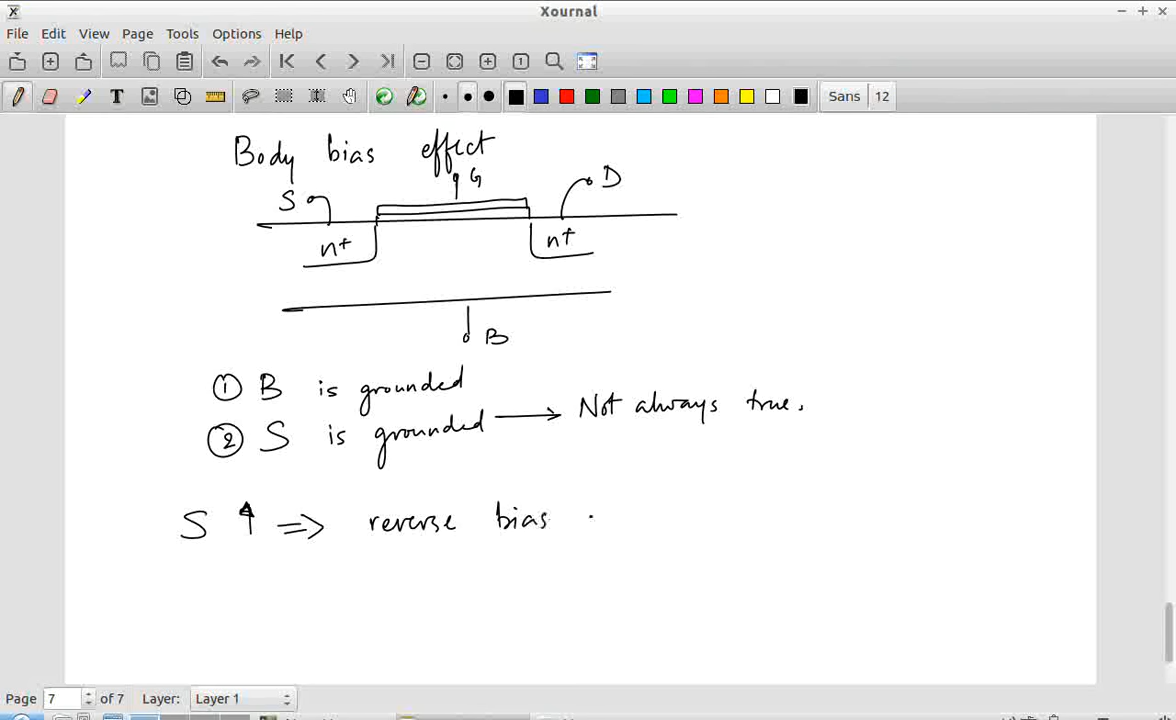 Xournal
File Edit View Page Tools Options Help
Sans 12
Body bias effect
S G D
n+ n+
B
① B is grounded
② S is grounded → Not always true.
S ↑ ⇒ reverse bias
Page 7 of 7 Layer: Layer 1